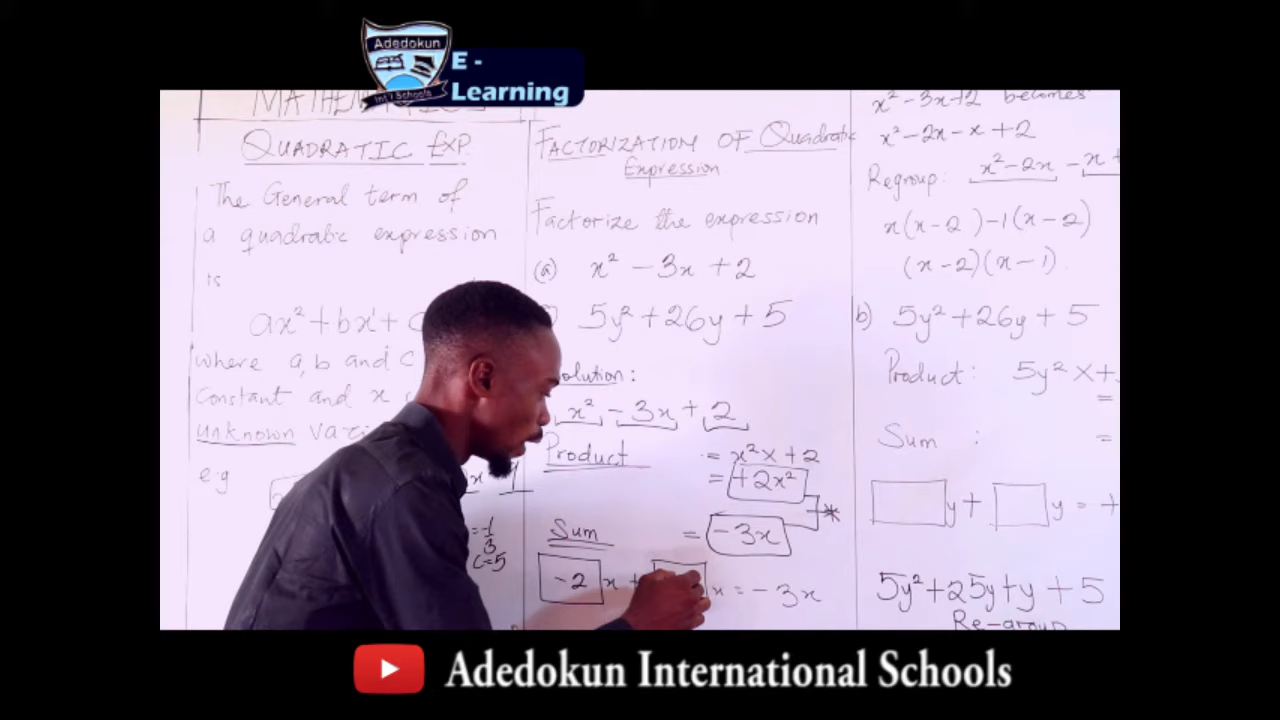 Adedokun
Int'l Schools
E -
Learning
QUADRATIC EXP.
The General term of
a quadratic expression
is
ax² + bx +
where a, b and c
Constant and x
unknown
e.g
= -1
3
c=5
FACTORIZATION OF Quadratic
Expression
Factorize the expression
(a) x² - 3x + 2
5y² + 26y + 5
x² - 3x + 2
Product = x² x + 2
= +2x²
*
Sum = -3x
-2 x + x = -3x
x² - 3x + 2 becomes
x² - 2x - x + 2
Regroup: x² - 2x - x +
x(x-2) - 1(x-2)
(x-2)(x-1).
b) 5y² + 26y + 5
Product: 5y² x +
=
Sum : =
y + y = +
5y² + 25y + y + 5
Re-group
Adedokun International Schools